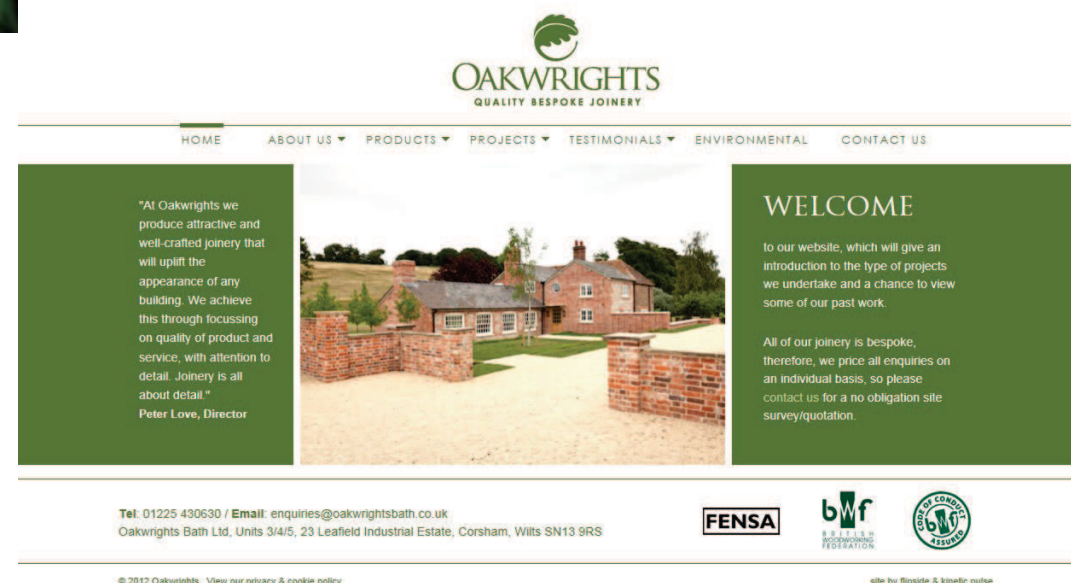 OAKWRIGHTS
QUALITY BESPOKE JOINERY
HOME ABOUT US PRODUCTS PROJECTS TESTIMONIALS ENVIRONMENTAL CONTACT US
"At Oakwrights we
produce attractive and
well-crafted joinery that
will uplift the
appearance of any
building. We achieve
this through focussing
on quality of product and
service, with attention to
detail. Joinery is all
about detail."
Peter Love, Director
WELCOME
to our website, which will give an
introduction to the type of projects
we undertake and a chance to view
some of our past work.
All of our joinery is bespoke,
therefore, we price all enquiries on
an individual basis, so please
contact us for a no obligation site
survey/quotation.
Tel: 01225 430630 / Email: enquiries@oakwrightsbath.co.uk
Oakwrights Bath Ltd, Units 3/4/5, 23 Leafield Industrial Estate, Corsham, Wilts SN13 9RS
FENSA
bwf
BRITISH
WOODWORKING
FEDERATION
CODE OF CONDUCT
bwf
ASSURED
© 2012 Oakwrights View our privacy & cookie policy
site by flipside & kinetic pulse